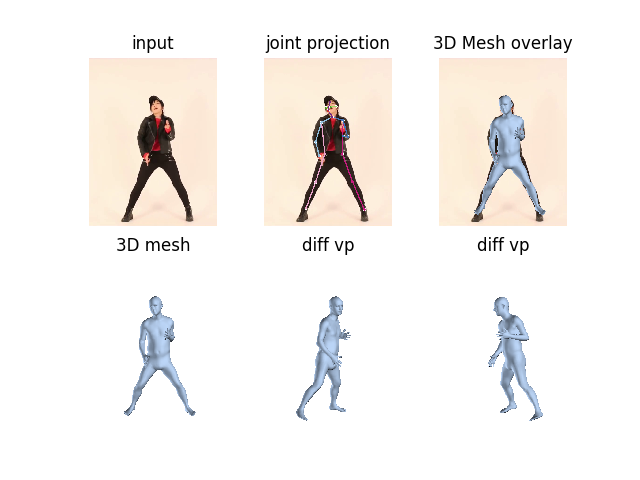 input
joint projection
3D Mesh overlay
3D mesh
diff vp
diff vp